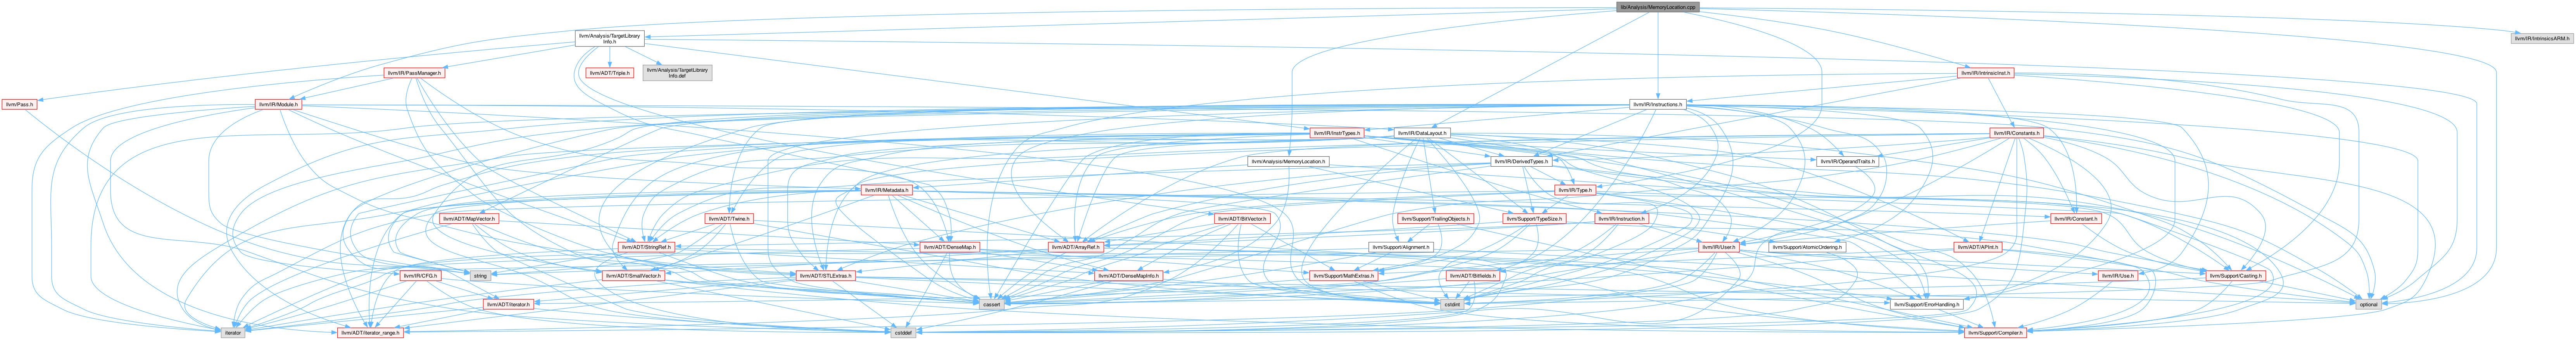 lib/Analysis/MemoryLocation.cpp
llvm/Analysis/TargetLibrary
Info.h
llvm/IR/IntrinsicsARM.h
llvm/IR/PassManager.h
llvm/ADT/Triple.h
llvm/Analysis/TargetLibrary
Info.def
llvm/IR/IntrinsicInst.h
llvm/Pass.h
llvm/IR/Module.h
llvm/IR/Instructions.h
llvm/IR/InstrTypes.h
llvm/IR/DataLayout.h
llvm/IR/Constants.h
llvm/Analysis/MemoryLocation.h
llvm/IR/DerivedTypes.h
llvm/IR/OperandTraits.h
llvm/IR/Metadata.h
llvm/IR/Type.h
llvm/ADT/MapVector.h
llvm/ADT/Twine.h
llvm/ADT/BitVector.h
llvm/Support/TrailingObjects.h
llvm/Support/TypeSize.h
llvm/IR/Instruction.h
llvm/IR/Constant.h
llvm/ADT/StringRef.h
llvm/ADT/DenseMap.h
llvm/ADT/ArrayRef.h
llvm/Support/Alignment.h
llvm/IR/User.h
llvm/Support/AtomicOrdering.h
llvm/ADT/APInt.h
llvm/IR/CFG.h
string
llvm/ADT/SmallVector.h
llvm/ADT/STLExtras.h
llvm/ADT/DenseMapInfo.h
llvm/Support/MathExtras.h
llvm/ADT/Bitfields.h
llvm/IR/Use.h
llvm/Support/Casting.h
llvm/ADT/iterator.h
cassert
cstdint
llvm/Support/ErrorHandling.h
optional
iterator
llvm/ADT/iterator_range.h
cstddef
llvm/Support/Compiler.h